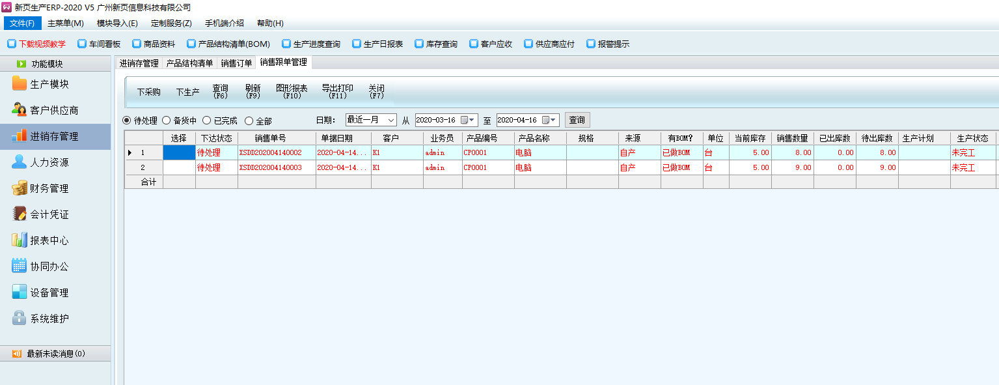 新页生产ERP-2020 V5 广州新页信息科技有限公司
文件(F) 主菜单(M) 模块导入(E) 定制服务(Z) 手机端介绍 帮助(H)
下载视频教学 车间看板 商品资料 产品结构清单(BOM) 生产进度查询 生产日报表 库存查询 客户应收 供应商应付 报警提示
功能模块
生产模块
客户供应商
进销存管理
人力资源
财务管理
会计凭证
报表中心
协同办公
设备管理
系统维护
最新未读消息(0)
进销存管理 产品结构清单 销售订单 销售跟单管理
下采购 下生产 查询 刷新 图形报表 导出打印 关闭
(F6) (F9) (F10) (F11) (F7)
待处理 备货中 已完成 全部 日期: 最近一月 从 2020-03-16 至 2020-04-16 查询
选择 下达状态 销售单号 单据日期 客户 业务员 产品编号 产品名称 规格 来源 有BOM? 单位 当前库存 销售数量 已出库数 待出库数 生产计划 生产状态
1 待处理 XSDD202004140002 2020-04-14... K1 admin CP0001 电脑 自产 已做BOM 台 5.00 8.00 0.00 8.00 未完工
2 待处理 XSDD202004140003 2020-04-14... K1 admin CP0001 电脑 自产 已做BOM 台 5.00 9.00 0.00 9.00 未完工
合计